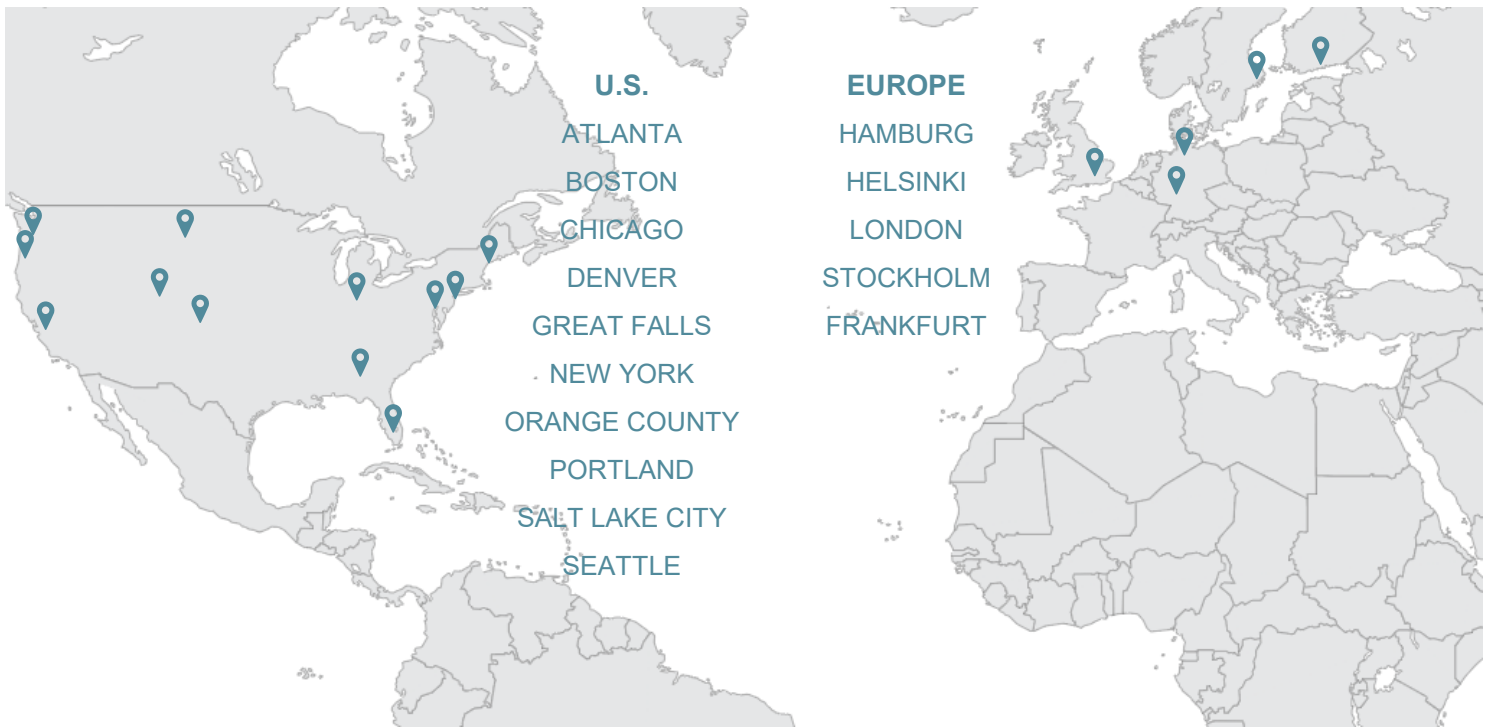 U.S.
ATLANTA
BOSTON
CHICAGO
DENVER
GREAT FALLS
NEW YORK
ORANGE COUNTY
PORTLAND
SALT LAKE CITY
SEATTLE
EUROPE
HAMBURG
HELSINKI
LONDON
STOCKHOLM
FRANKFURT